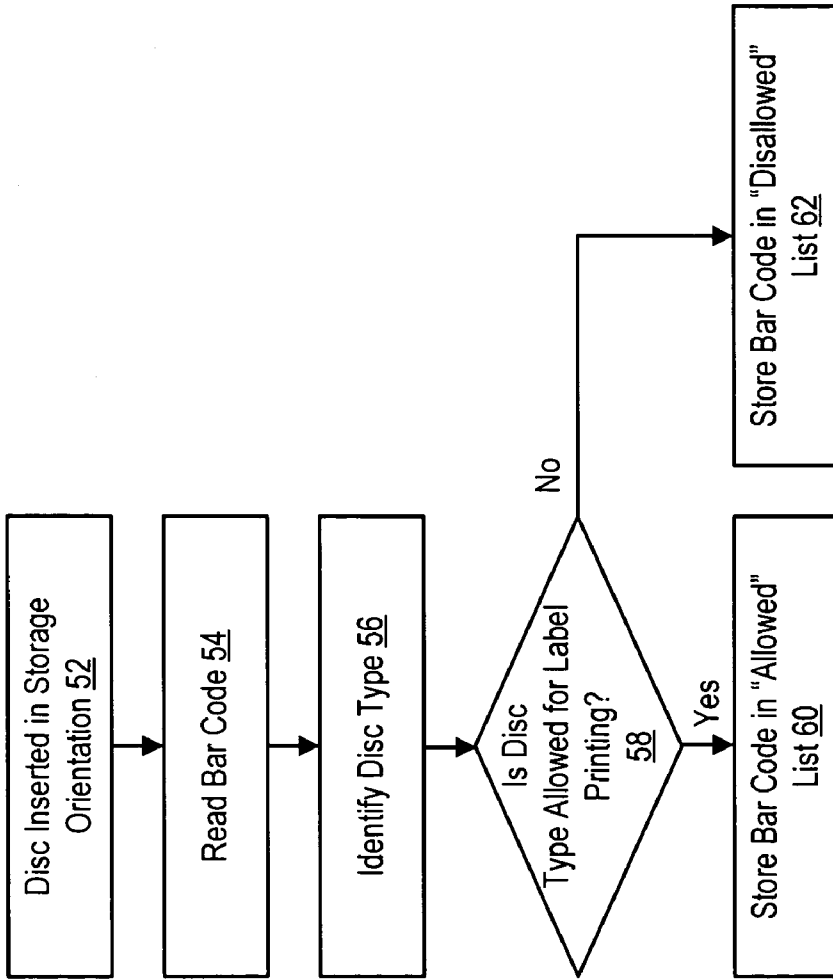 Disc Inserted in Storage
Orientation 52
Read Bar Code 54
Identify Disc Type 56
Is Disc
Type Allowed for Label
Printing?
58
No
Yes
Store Bar Code in "Allowed"
List 60
Store Bar Code in "Disallowed"
List 62